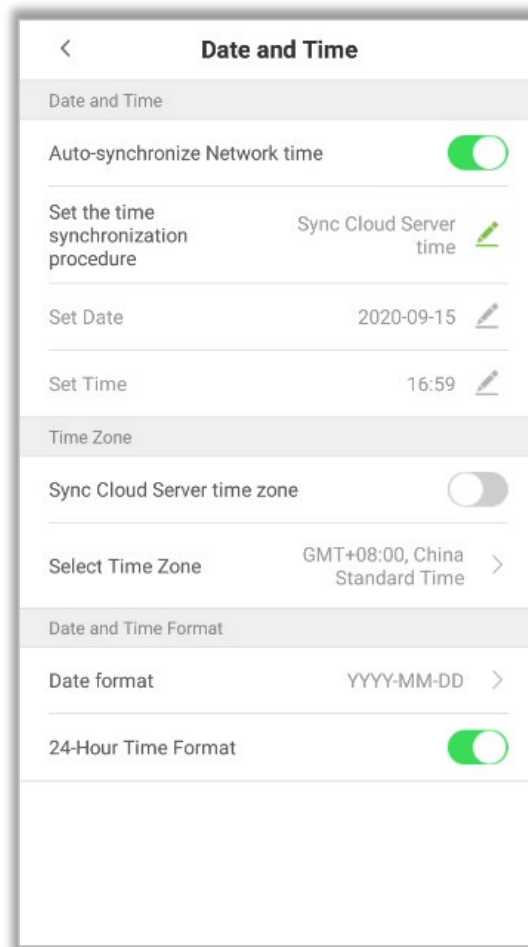 Date and Time
Date and Time
Auto-synchronize Network time
Set the time
synchronization
procedure
Sync Cloud Server
time
Set Date
2020-09-15
Set Time
16:59
Time Zone
Sync Cloud Server time zone
Select Time Zone
GMT+08:00, China
Standard Time
Date and Time Format
Date format
YYYY-MM-DD
24-Hour Time Format